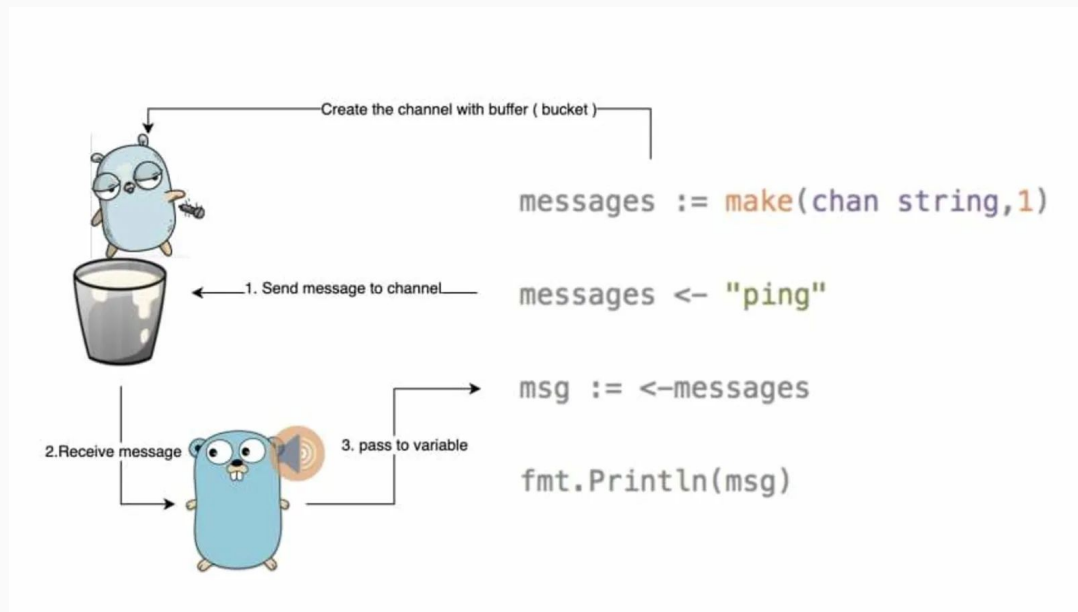 Create the channel with buffer ( bucket )
messages := make(chan string,1)
1. Send message to channel
messages <- "ping"
msg := <-messages
2.Receive message
3. pass to variable
fmt.Println(msg)